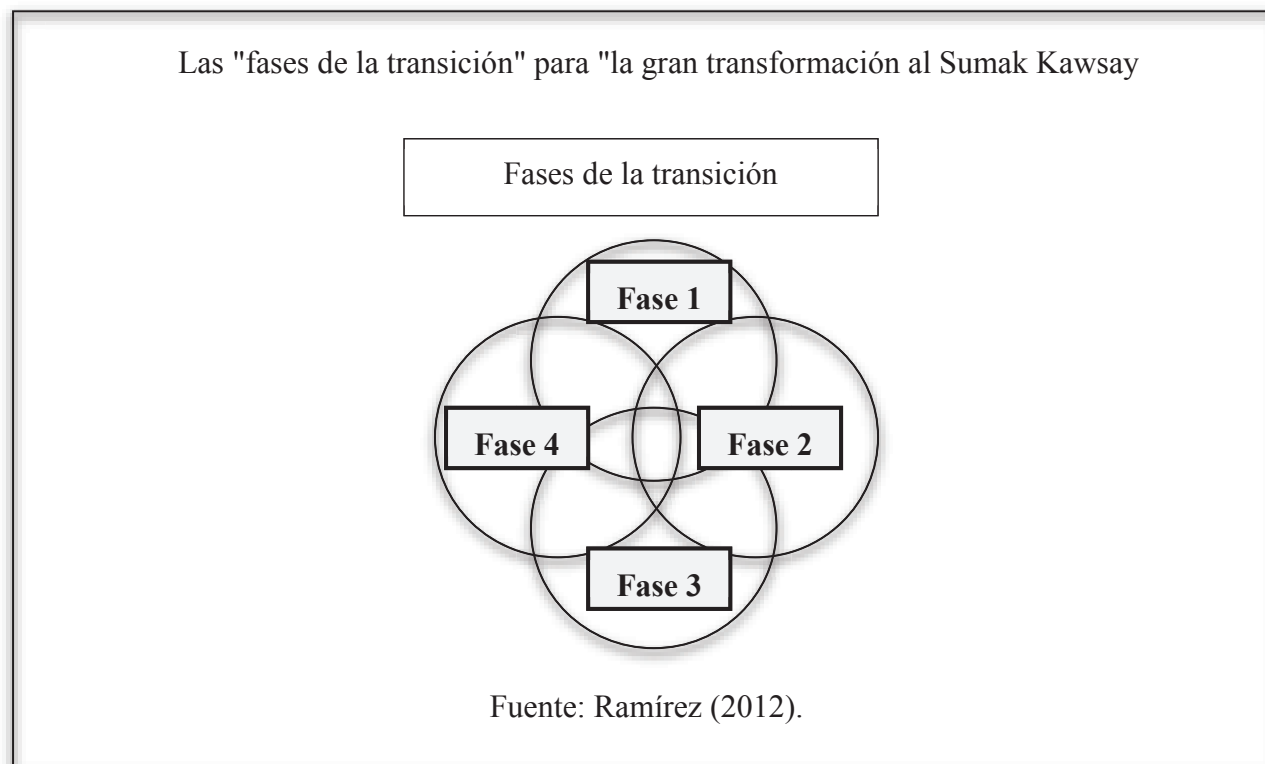 Las "fases de la transición" para "la gran transformación al Sumak Kawsay
Fases de la transición
Fase 1
Fase 4
Fase 2
Fase 3
Fuente: Ramírez (2012).